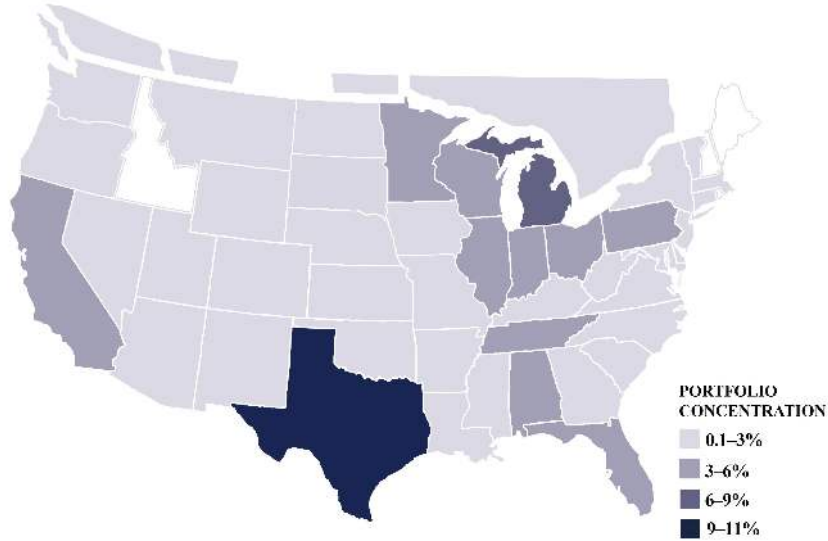 PORTFOLIO
CONCENTRATION
0.1–3%
3–6%
6–9%
9–11%